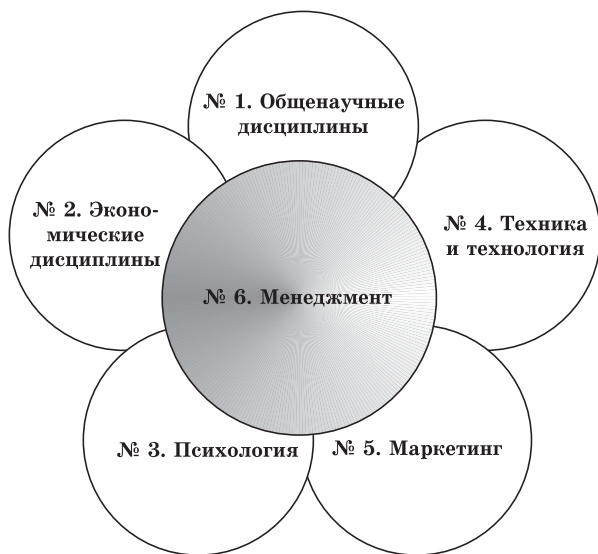 № 1. Общенаучные
дисциплины
№ 2. Эконо-
мические
дисциплины
№ 4. Техника
и технология
№ 6. Менеджмент
№ 3. Психология
№ 5. Маркетинг